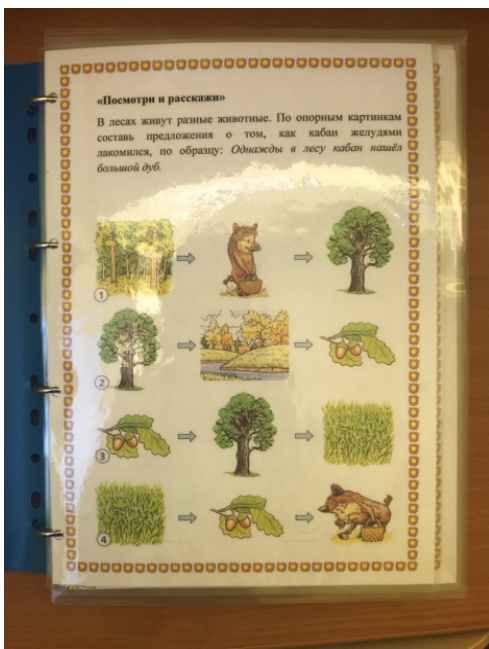 «Посмотри и расскажи»
В лесах живут разные животные. По опорным картинкам
составь предложения о том, как кабан желудями
лакомился, по образцу: Однажды в лесу кабан нашёл
большой дуб.
1
2
3
4